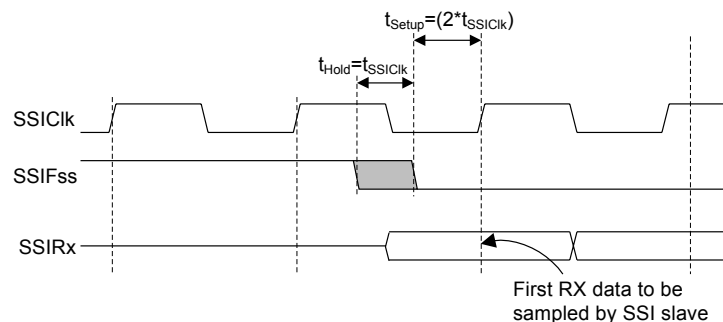 tSetup=(2*tSSIClk)
tHold=tSSIClk
SSIClk
SSIFss
SSIRx
First RX data to be
sampled by SSI slave